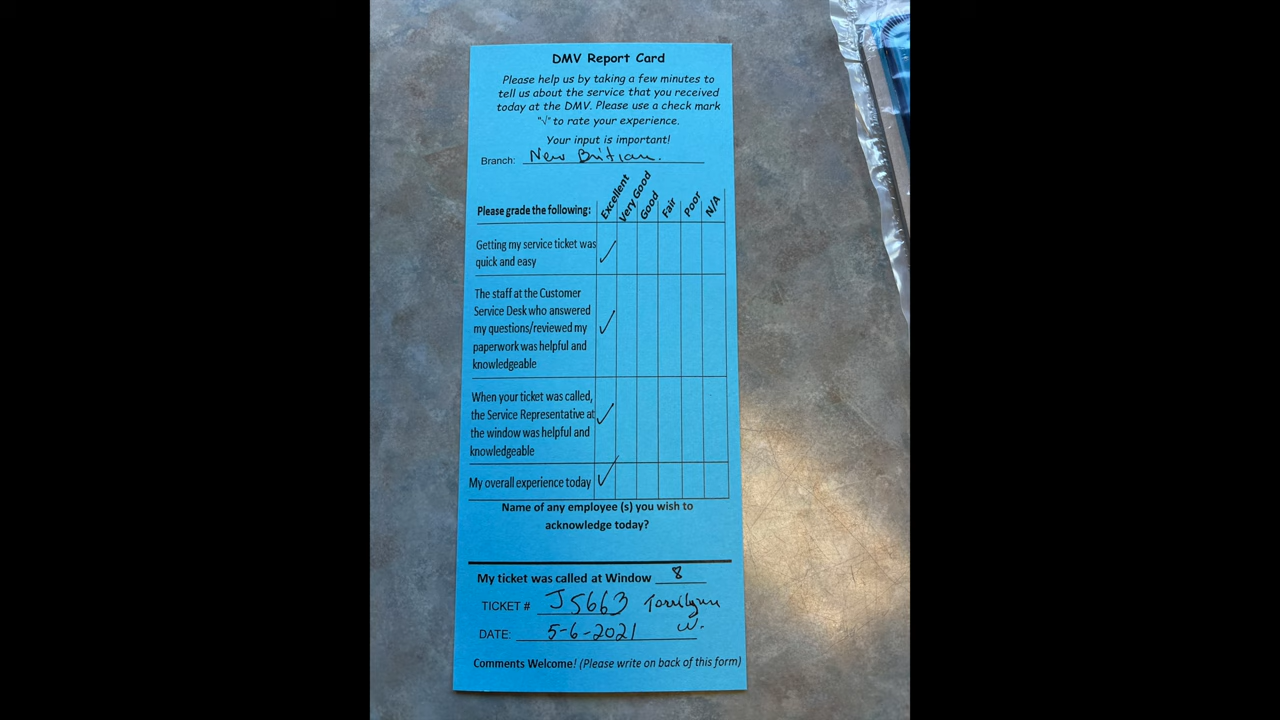 DMV Report Card
Please help us by taking a few minutes to
tell us about the service that you received
today at the DMV. Please use a check mark
"√" to rate your experience.
Your input is important!
Branch: New Britian.
Please grade the following: Excellent Very Good Good Fair Poor N/A
Getting my service ticket was
quick and easy ✓
The staff at the Customer
Service Desk who answered
my questions/reviewed my ✓
paperwork was helpful and
knowledgeable
When your ticket was called,
the Service Representative at ✓
the window was helpful and
knowledgeable
My overall experience today ✓
Name of any employee (s) you wish to
acknowledge today?
My ticket was called at Window 8
TICKET # J5663
DATE: 5-6-2021 W.
Comments Welcome! (Please write on back of this form)